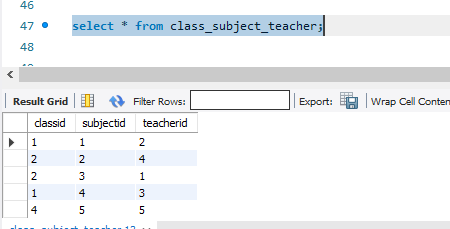 46
47 select * from class_subject_teacher;
48
Result Grid Filter Rows: Export: Wrap Cell Conten
classid subjectid teacherid
1 1 2
2 2 4
2 3 1
1 4 3
4 5 5